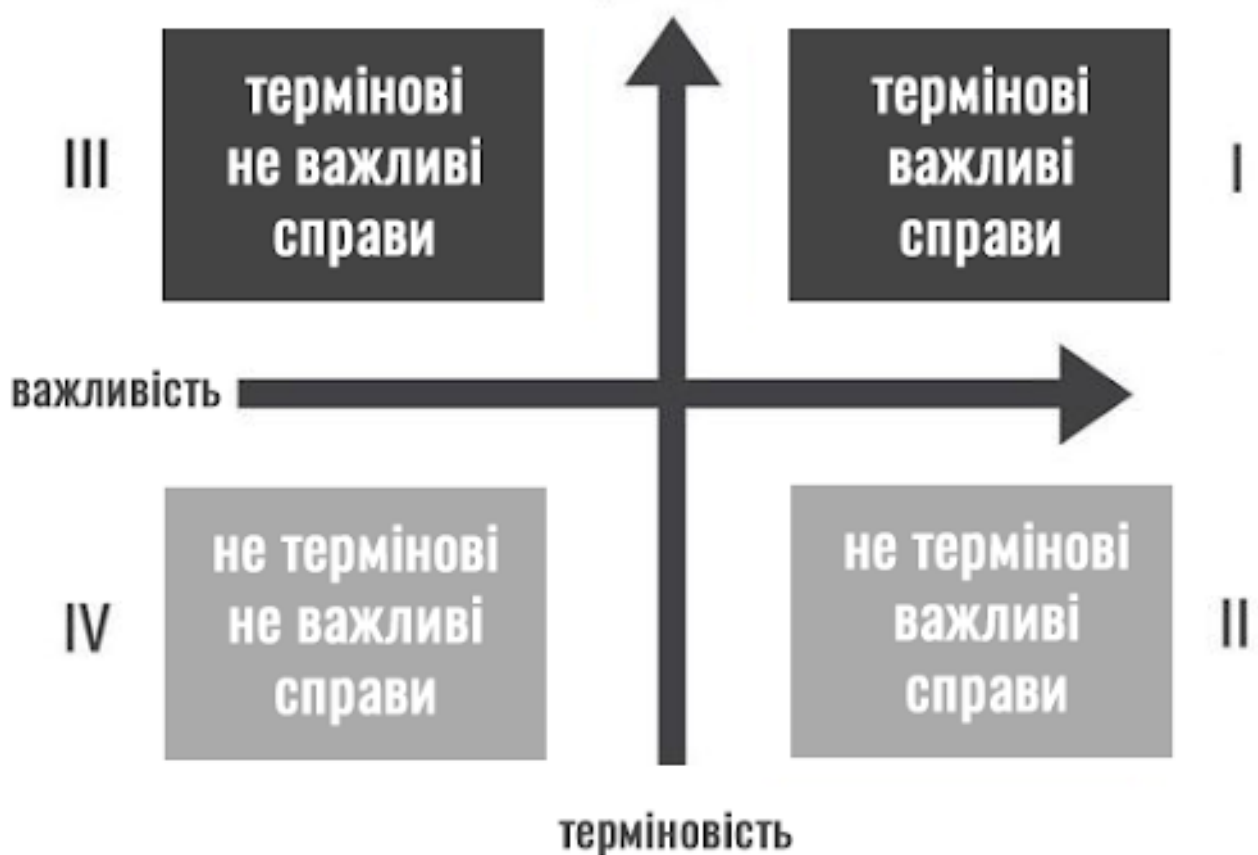 III
термінові
не важливі
справи
термінові
важливі
справи
I
важливість
IV
не термінові
не важливі
справи
не термінові
важливі
справи
II
терміновість